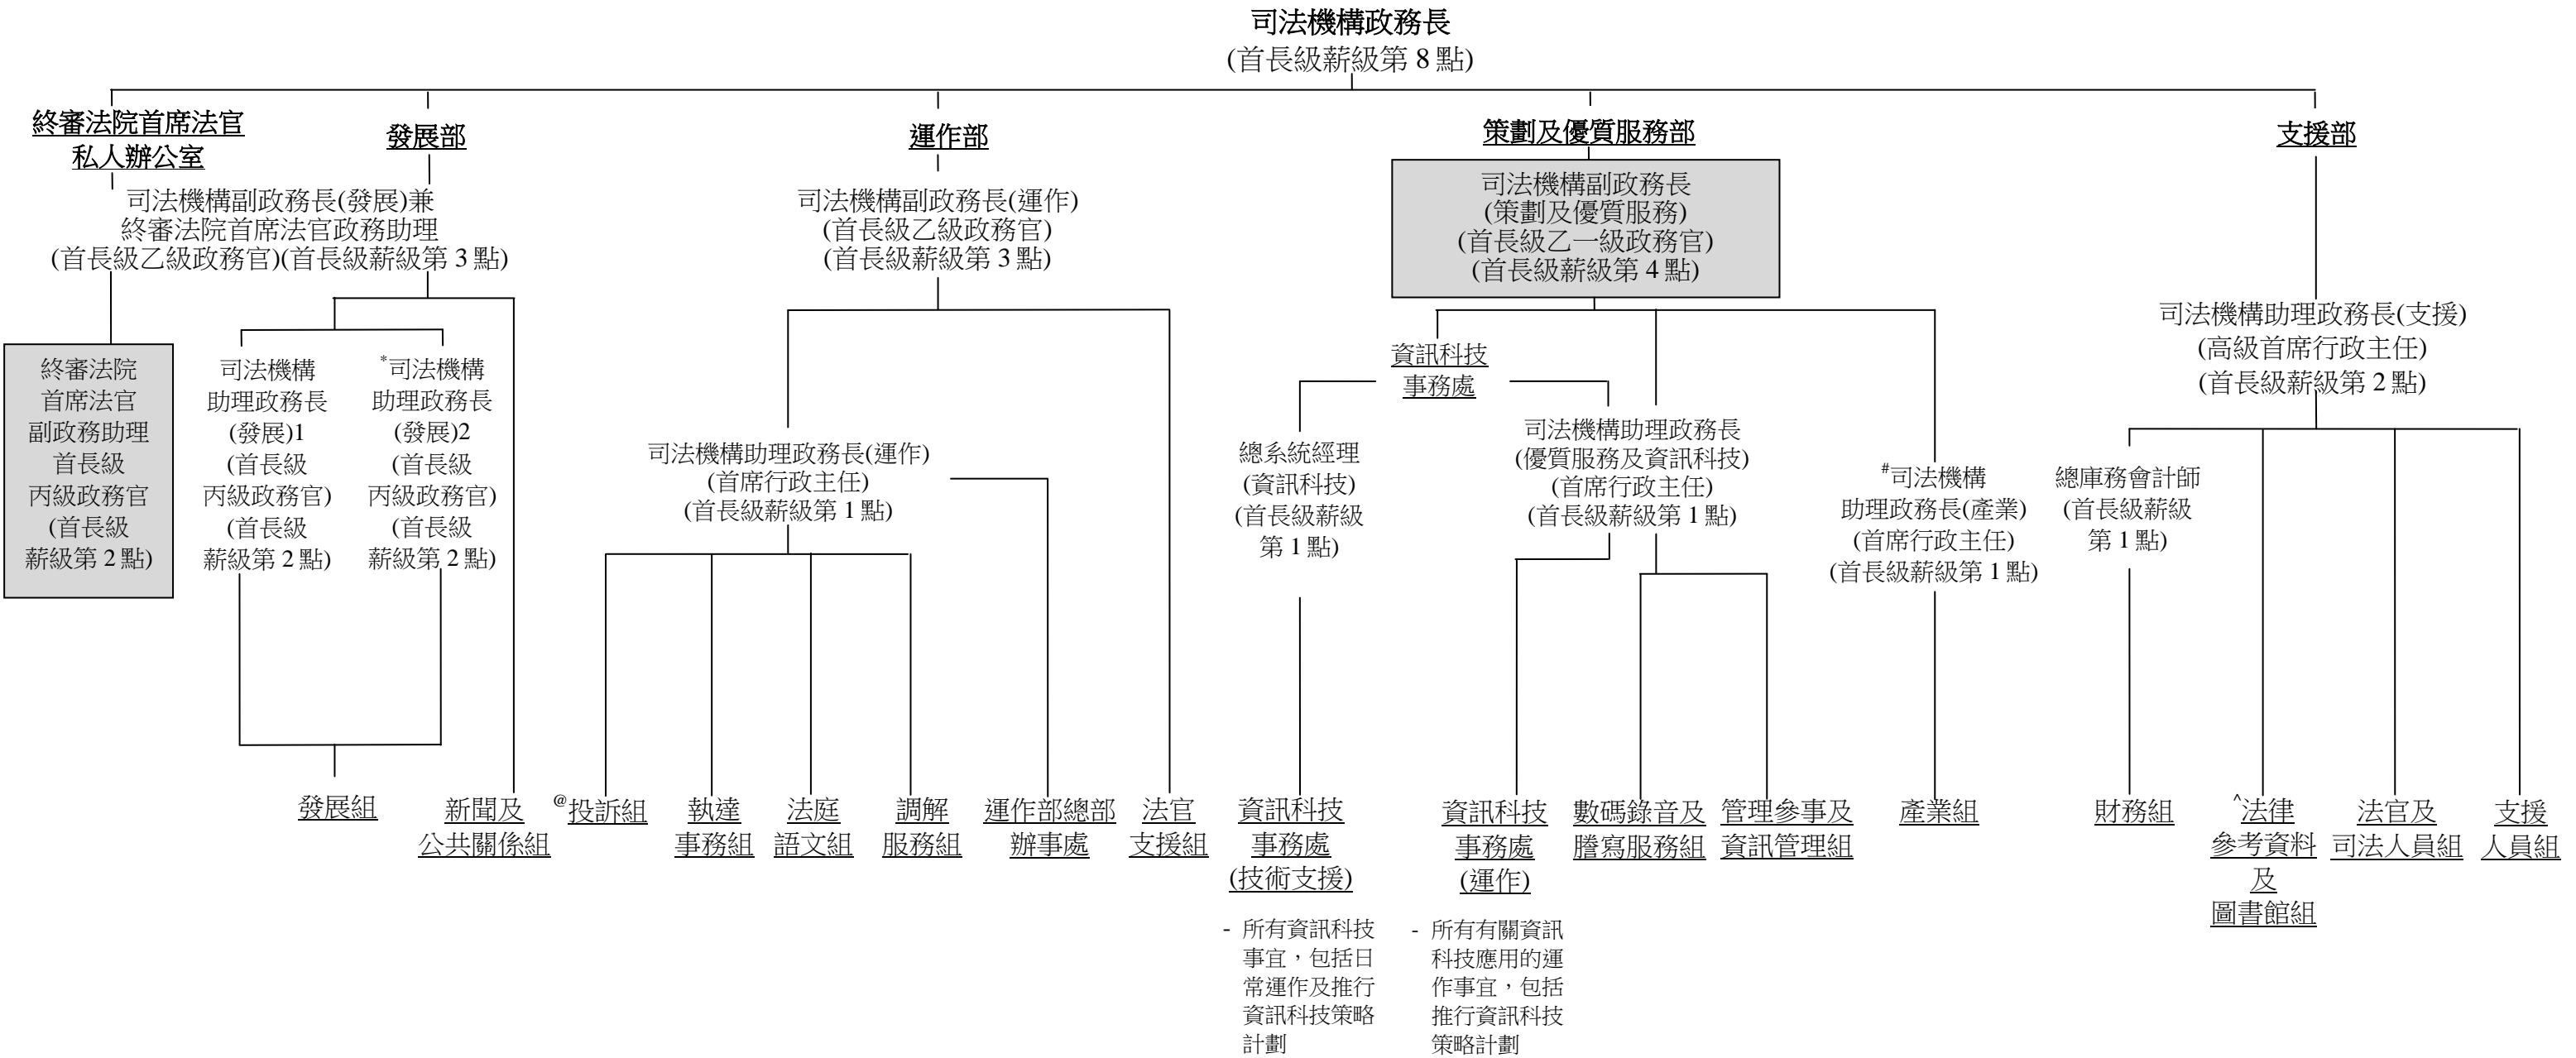 司法機構政務長
(首長級薪級第 8 點)
終審法院首席法官
私人辦公室
發展部
司法機構副政務長(發展)兼
終審法院首席法官政務助理
(首長級乙級政務官)(首長級薪級第 3 點)
終審法院
首席法官
副政務助理
首長級
丙級政務官
(首長級
薪級第 2 點)
司法機構
助理政務長
(發展)1
(首長級
丙級政務官)
(首長級
薪級第 2 點)
*司法機構
助理政務長
(發展)2
(首長級
丙級政務官)
(首長級
薪級第 2 點)
發展組
新聞及
公共關係組
運作部
司法機構副政務長(運作)
(首長級乙級政務官)
(首長級薪級第 3 點)
司法機構助理政務長(運作)
(首席行政主任)
(首長級薪級第 1 點)
@投訴組
執達
事務組
法庭
語文組
調解
服務組
運作部總部
辦事處
法官
支援組
策劃及優質服務部
司法機構副政務長
(策劃及優質服務)
(首長級乙一級政務官)
(首長級薪級第 4 點)
資訊科技
事務處
總系統經理
(資訊科技)
(首長級薪級
第 1 點)
司法機構助理政務長
(優質服務及資訊科技)
(首席行政主任)
(首長級薪級第 1 點)
#司法機構
助理政務長(產業)
(首席行政主任)
(首長級薪級第 1 點)
資訊科技
事務處
(技術支援)
- 所有資訊科技
事宜，包括日
常運作及推行
資訊科技策略
計劃
資訊科技
事務處
(運作)
- 所有有關資訊
科技應用的運
作事宜，包括
推行資訊科技
策略計劃
數碼錄音及
謄寫服務組
管理參事及
資訊管理組
產業組
支援部
司法機構助理政務長(支援)
(高級首席行政主任)
(首長級薪級第 2 點)
總庫務會計師
(首長級薪級
第 1 點)
財務組
^法律
參考資料
及
圖書館組
法官及
司法人員組
支援
人員組